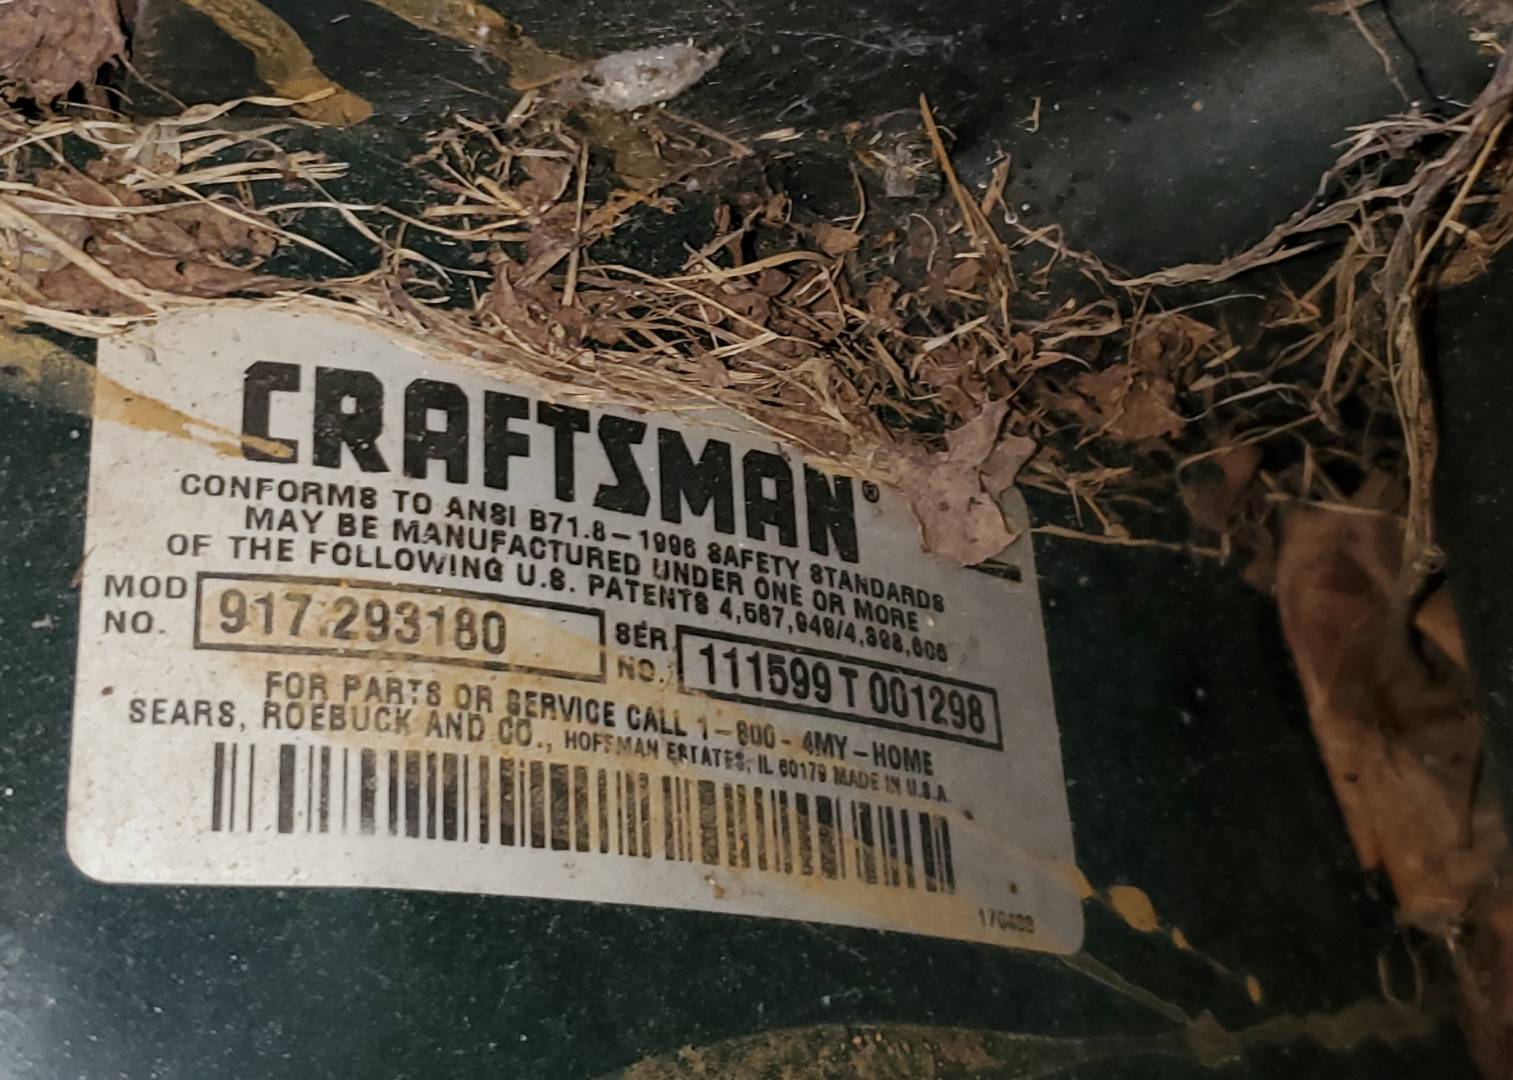 CRAFTSMAN®
CONFORMS TO ANSI B71.8-1996 SAFETY STANDARDS
MAY BE MANUFACTURED UNDER ONE OR MORE
OF THE FOLLOWING U.S. PATENTS
MOD NO. 917.293180
SER NO. 111599 T 001298
FOR PARTS OR SERVICE CALL 1-800-4MY-HOME
SEARS, ROEBUCK AND CO., HOFFMAN ESTATES, IL 60179 MADE IN U.S.A.